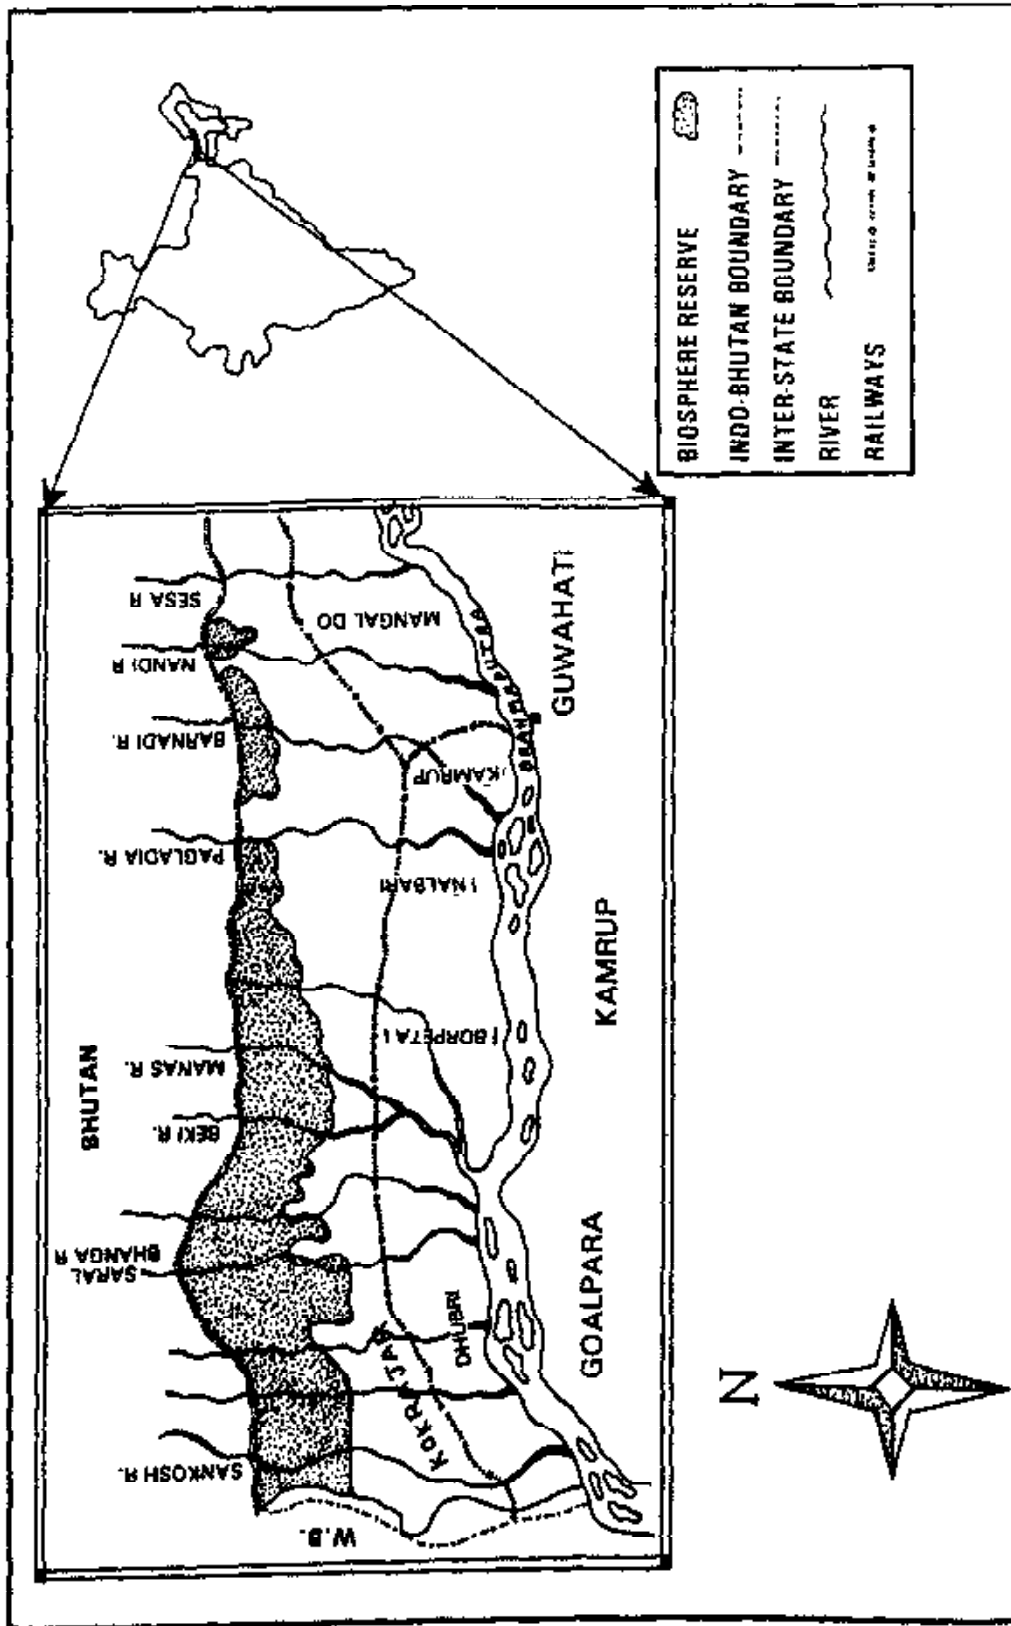 BHUTAN
SANKOSH R.
SARAL
BHANGA R
BEKI R.
MANAS R.
PAGLADIA R.
BARNADI R.
NANDI R
SESA R
W.B.
KOKRAJAR
DHUBRI
BORPETA
NALBARI
KAMRUP
MANGAL DO
BRAHMAPUTRA
GOALPARA
KAMRUP
GUWAHATI
N
BIOSPHERE RESERVE
INDO-BHUTAN BOUNDARY
INTER-STATE BOUNDARY
RIVER
RAILWAYS